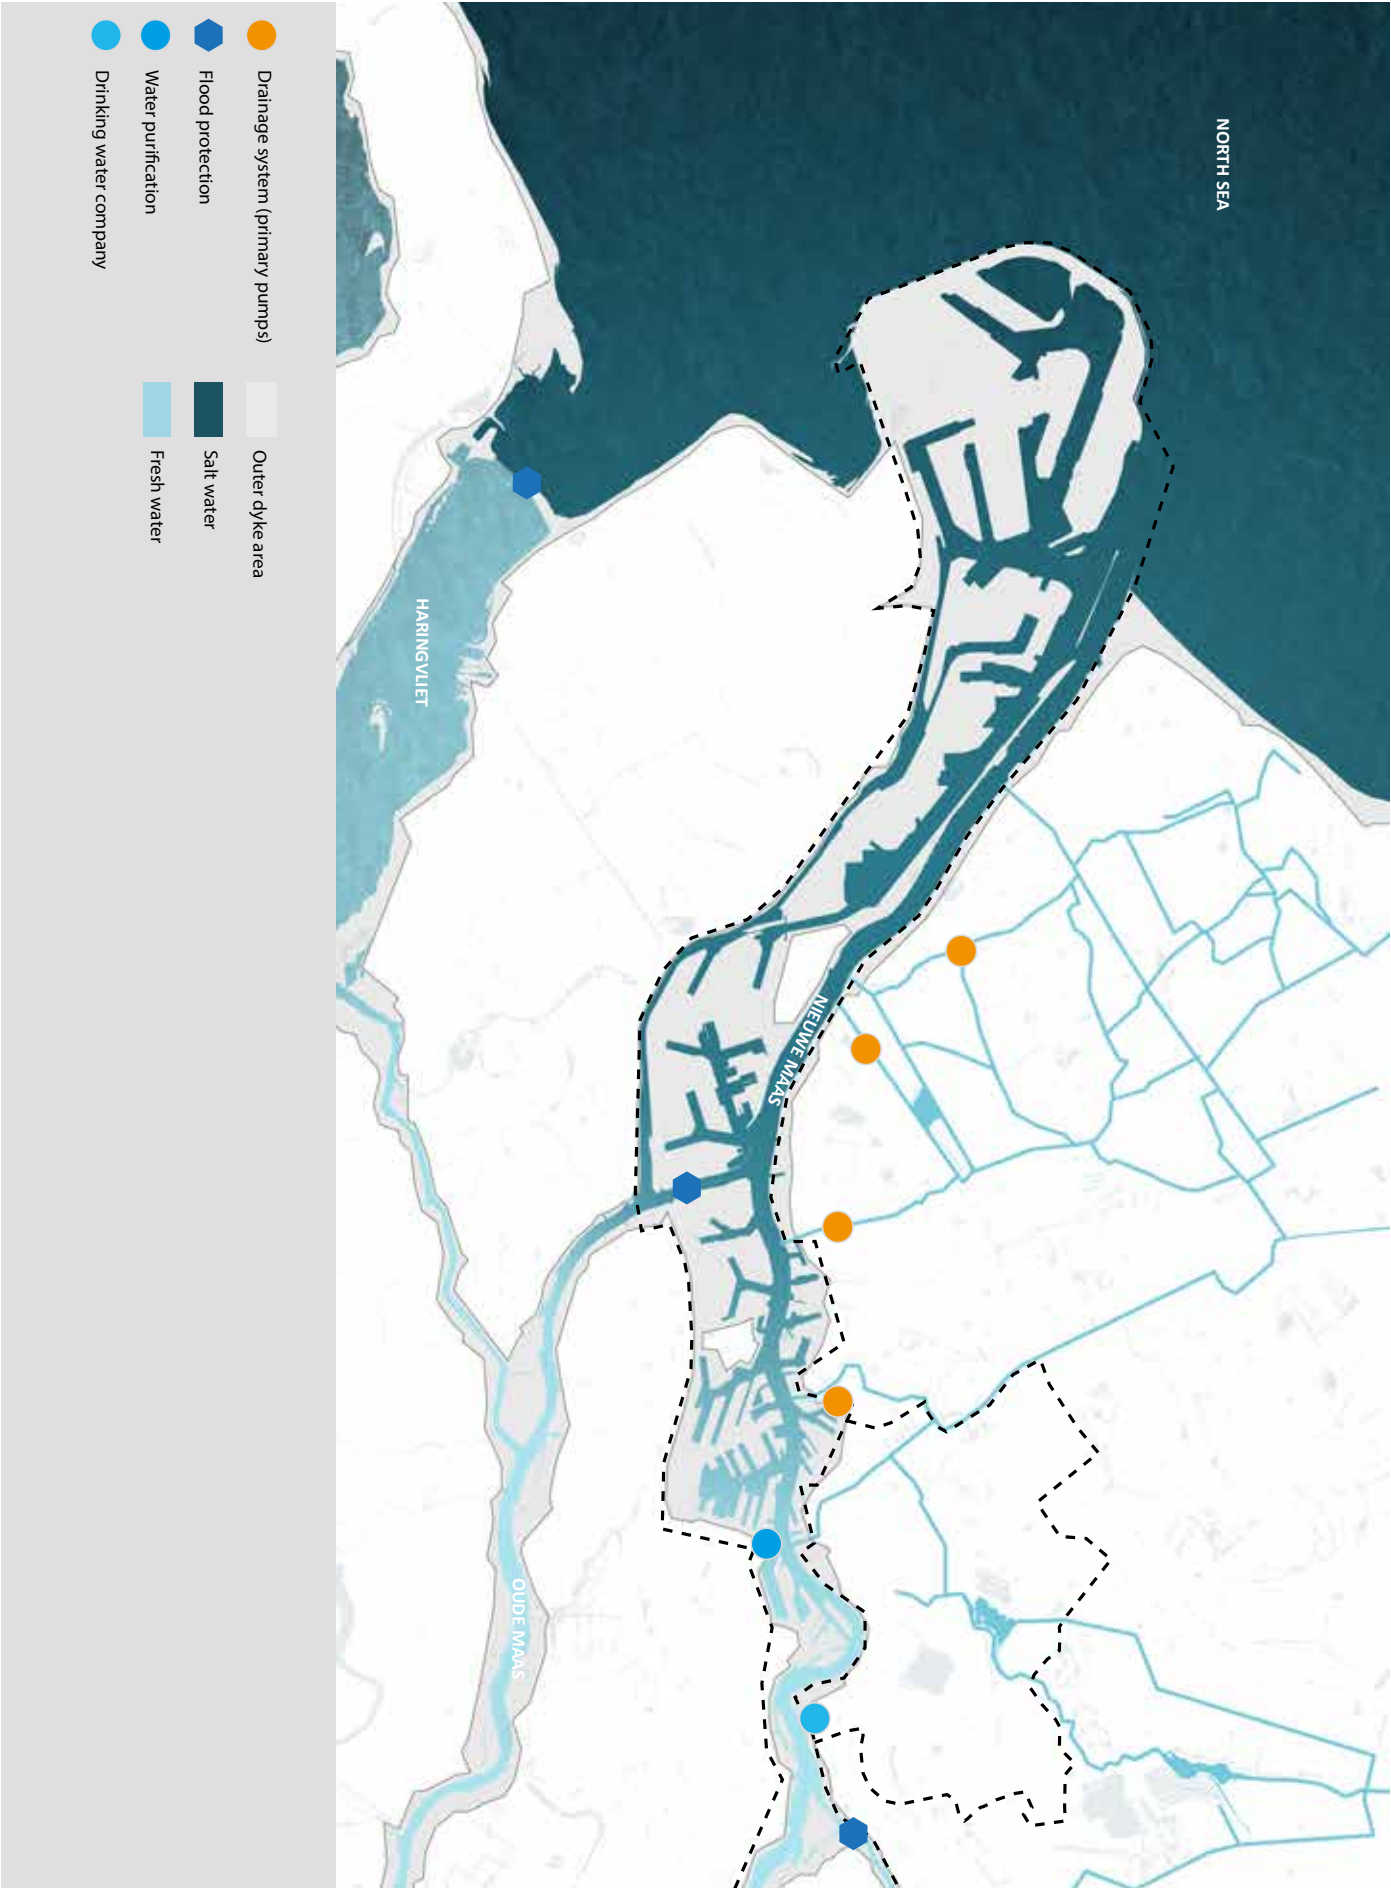 NORTH SEA
HARINGVLIET
NIEUWE MAAS
OUDE MAAS
Drainage system (primary pumps)
Flood protection
Water purification
Drinking water company
Outer dyke area
Salt water
Fresh water